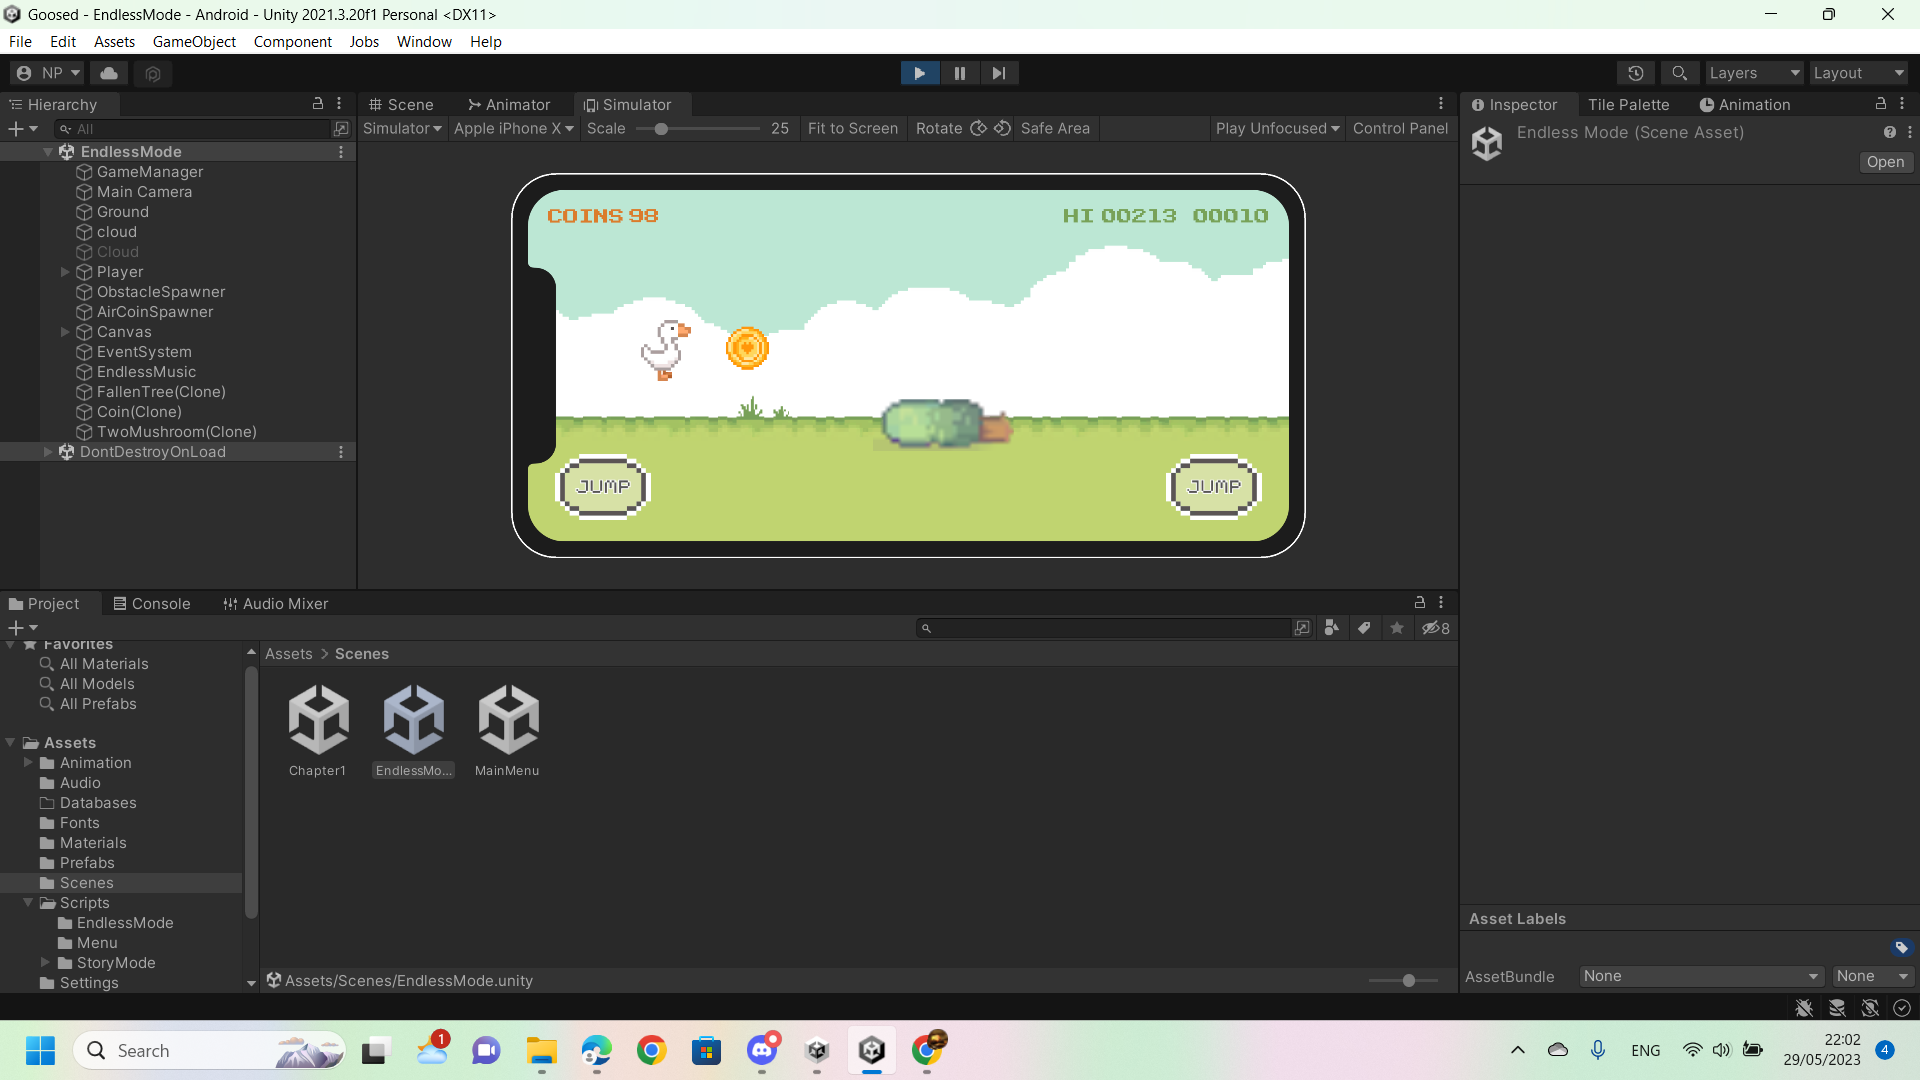 Goosed - EndlessMode - Android - Unity 2021.3.20f1 Personal <DX11>
File Edit Assets GameObject Component Jobs Window Help
NP Layers Layout
Hierarchy Scene Animator Simulator Inspector Tile Palette Animation
All Simulator Apple iPhone X Scale 25 Fit to Screen Rotate Safe Area Play Unfocused Control Panel
Endless Mode (Scene Asset)
Open
EndlessMode
GameManager
Main Camera
Ground
cloud
Cloud
Player
ObstacleSpawner
AirCoinSpawner
Canvas
EventSystem
EndlessMusic
FallenTree(Clone)
Coin(Clone)
TwoMushroom(Clone)
DontDestroyOnLoad
COINS 98 HI 00213 00010
JUMP JUMP
Project Console Audio Mixer
8
Favorites
All Materials
All Models
All Prefabs
Assets
Animation
Audio
Databases
Fonts
Materials
Prefabs
Scenes
Scripts
EndlessMode
Menu
StoryMode
Settings
Assets > Scenes
Chapter1 EndlessMo... MainMenu
Assets/Scenes/EndlessMode.unity
Asset Labels
AssetBundle None None
Search 1 ENG 22:02
29/05/2023 4